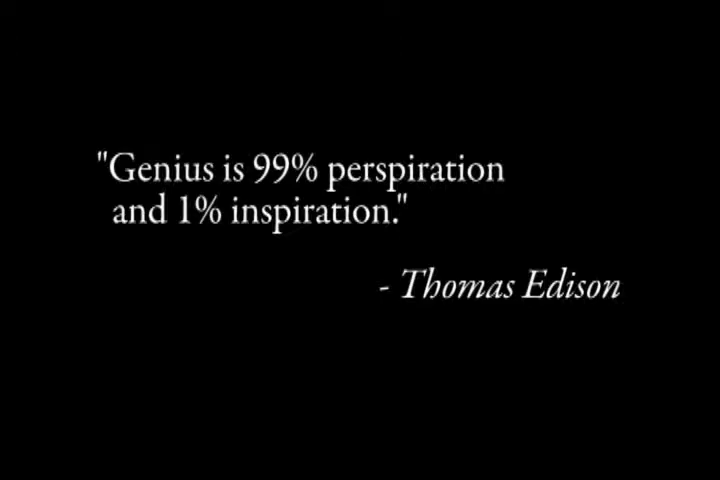 "Genius is 99% perspiration
and 1% inspiration."
- Thomas Edison